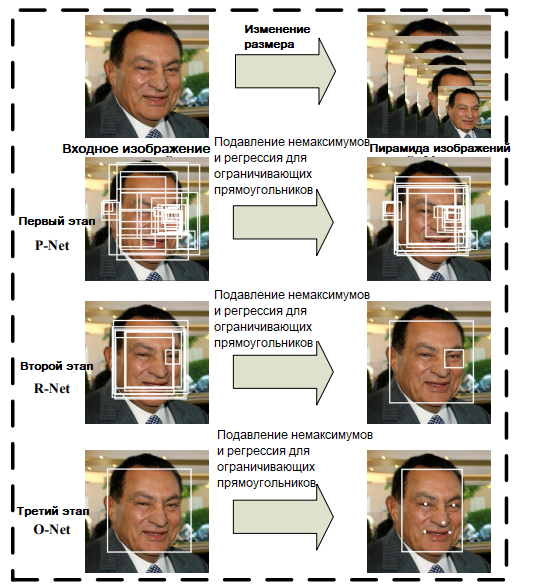 Изменение
размера
Входное изображение
Пирамида изображений
Подавление немаксимумов
и регрессия для
ограничивающих
прямоугольников
Первый этап
P-Net
Подавление немаксимумов
и регрессия для
ограничивающих
прямоугольников
Второй этап
R-Net
Подавление немаксимумов
и регрессия для
ограничивающих
прямоугольников
Третий этап
O-Net